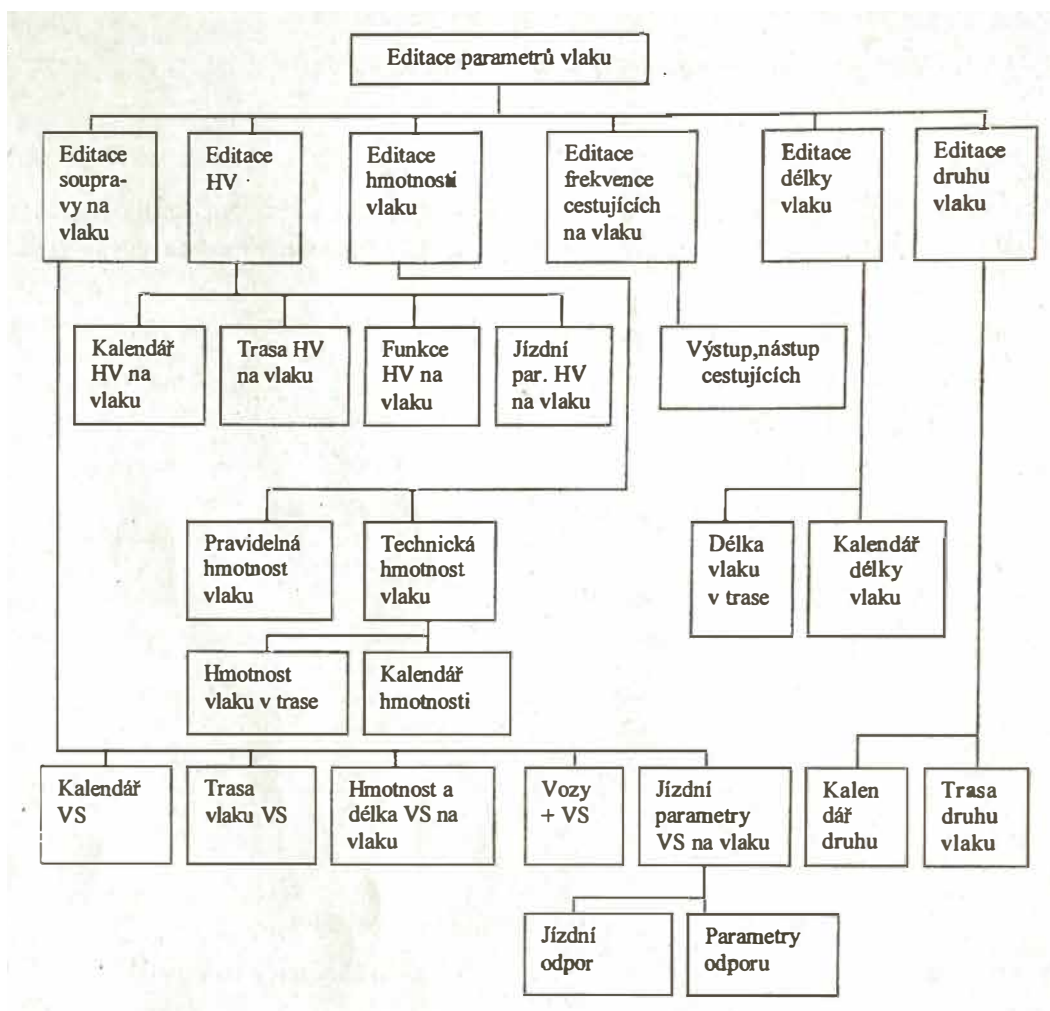 Editace parametrů vlaku
Editace
soupra-
vy na
vlaku
Editace
HV
Editace
hmotnosti
vlaku
Editace
frekvence
cestujících
na vlaku
Editace
délky
vlaku
Editace
druhu
vlaku
Kalendář
HV na
vlaku
Trasa HV
na vlaku
Funkce
HV na
vlaku
Jízdní
par. HV
na vlaku
Výstup,nástup
cestujících
Pravidelná
hmotnost
vlaku
Technická
hmotnost
vlaku
Délka
vlaku
v trase
Kalendář
délky
vlaku
Hmotnost
vlaku v trase
Kalendář
hmotnosti
Kalendář
VS
Trasa
vlaku VS
Hmotnost a
délka VS na
vlaku
Vozy
+ VS
Jízdní
parametry
VS na vlaku
Kalen
dář
druhu
Trasa
druhu
vlaku
Jízdní
odpor
Parametry
odporu